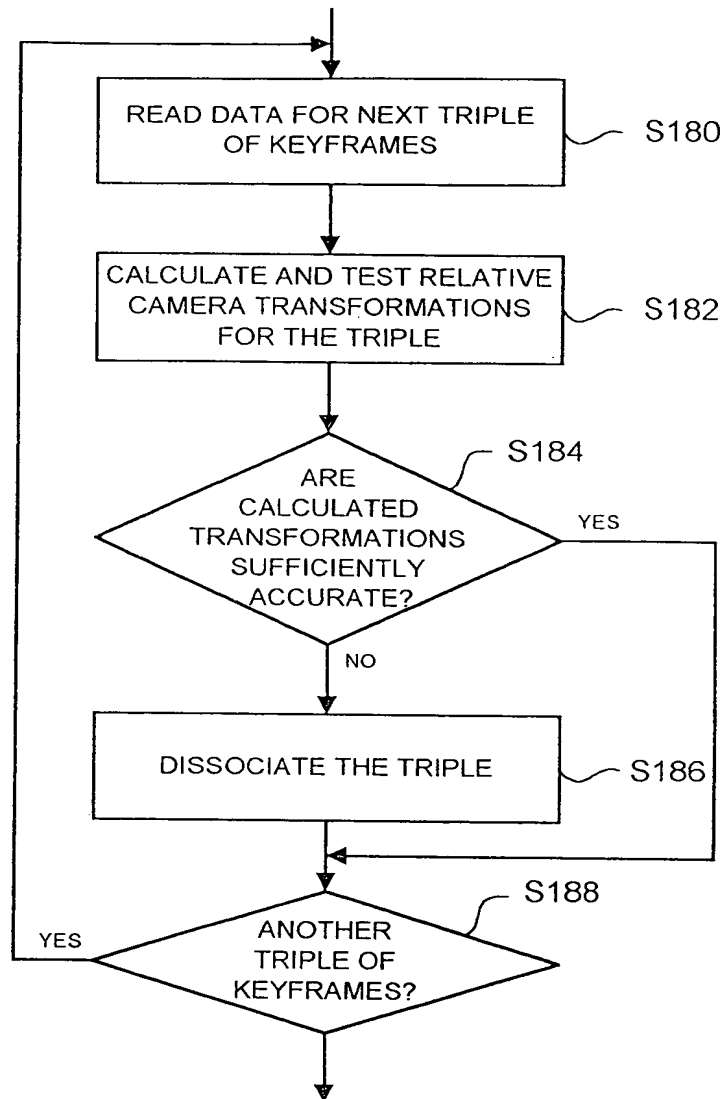 READ DATA FOR NEXT TRIPLE
OF KEYFRAMES
S180
CALCULATE AND TEST RELATIVE
CAMERA TRANSFORMATIONS
FOR THE TRIPLE
S182
S184
ARE
CALCULATED
TRANSFORMATIONS
SUFFICIENTLY
ACCURATE?
YES
NO
DISSOCIATE THE TRIPLE
S186
S188
YES
ANOTHER
TRIPLE OF
KEYFRAMES?